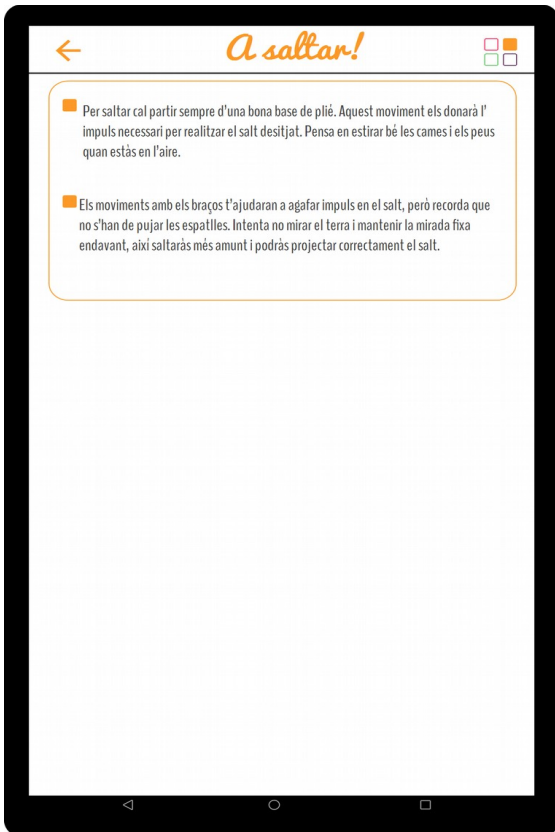 A saltar!
Per saltar cal partir sempre d'una bona base de plié. Aquest moviment els donarà l'
impuls necessari per realitzar el salt desitjat. Pensa en estirar bé les cames i els peus
quan estàs en l'aire.
Els moviments amb els braços t'ajudaran a agafar impuls en el salt, però recorda que
no s'han de pujar les espatlles. Intenta no mirar el terra i mantenir la mirada fixa
endavant, així saltaràs més amunt i podràs projectar correctament el salt.